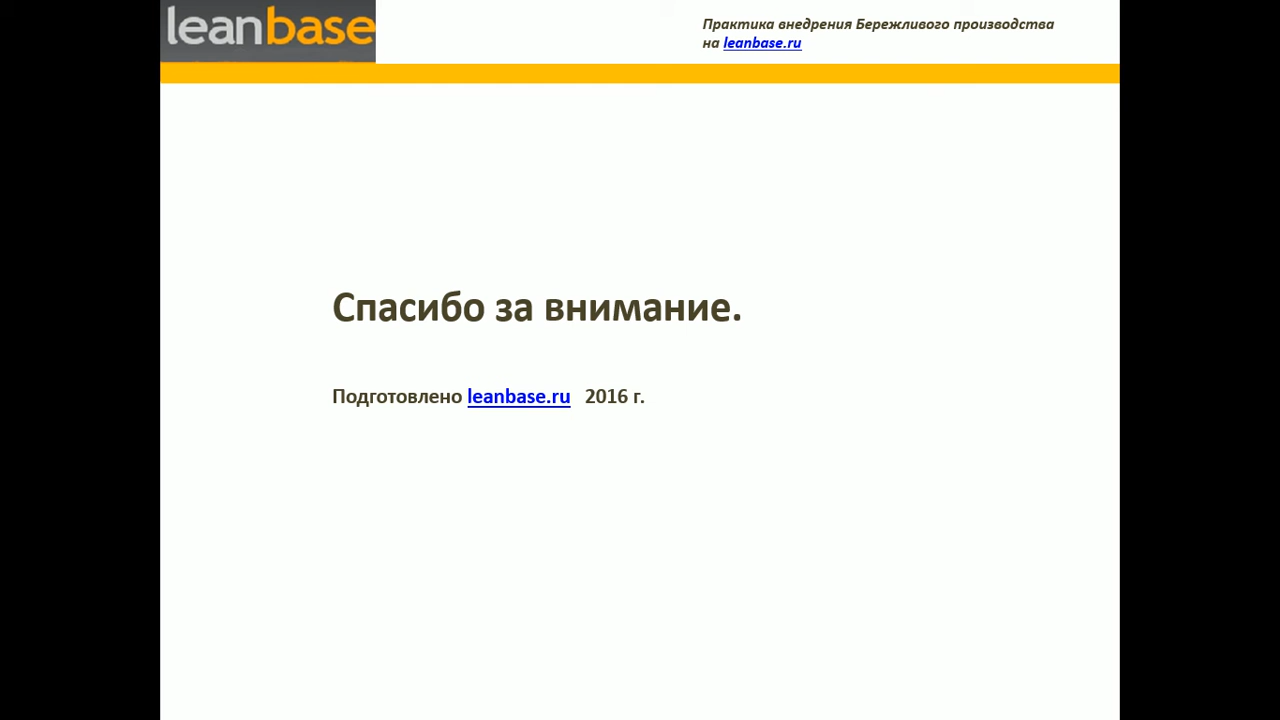 leanbase
Практика внедрения Бережливого производства
на leanbase.ru
Спасибо за внимание.
Подготовлено leanbase.ru 2016 г.